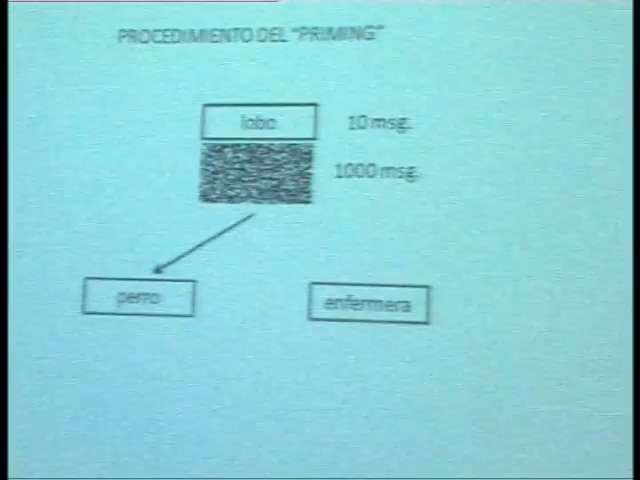 PROCEDIMIENTO DEL "PRIMING"
lobo
10 msg.
1000 msg.
perro
enfermera